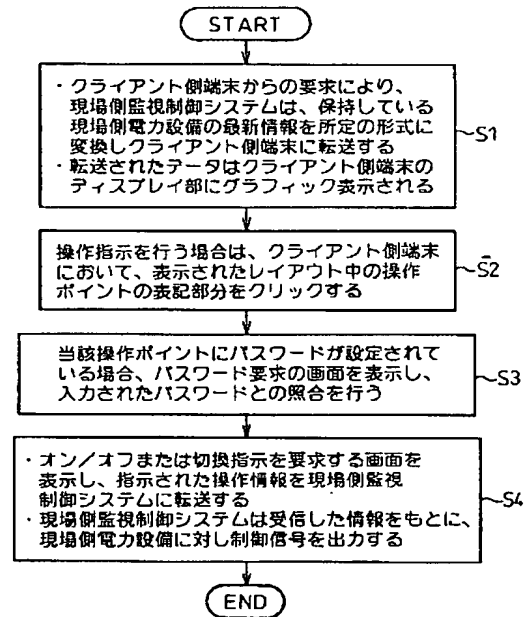 START
・クライアント側端末からの要求により、
現場側監視制御システムは、保持している
現場側電力設備の最新情報を所定の形式に
変換しクライアント側端末に転送する
・転送されたデータはクライアント側端末の
ディスプレイ部にグラフィック表示される
S1
操作指示を行う場合は、クライアント側端末
において、表示されたレイアウト中の操作
ポイントの表記部分をクリックする
S2
当該操作ポイントにパスワードが設定されて
いる場合、パスワード要求の画面を表示し、
入力されたパスワードとの照合を行う
S3
・オン/オフまたは切換指示を要求する画面を
表示し、指示された操作情報を現場側監視
制御システムに転送する
・現場側監視制御システムは受信した情報をもとに、
現場側電力設備に対し制御信号を出力する
S4
END